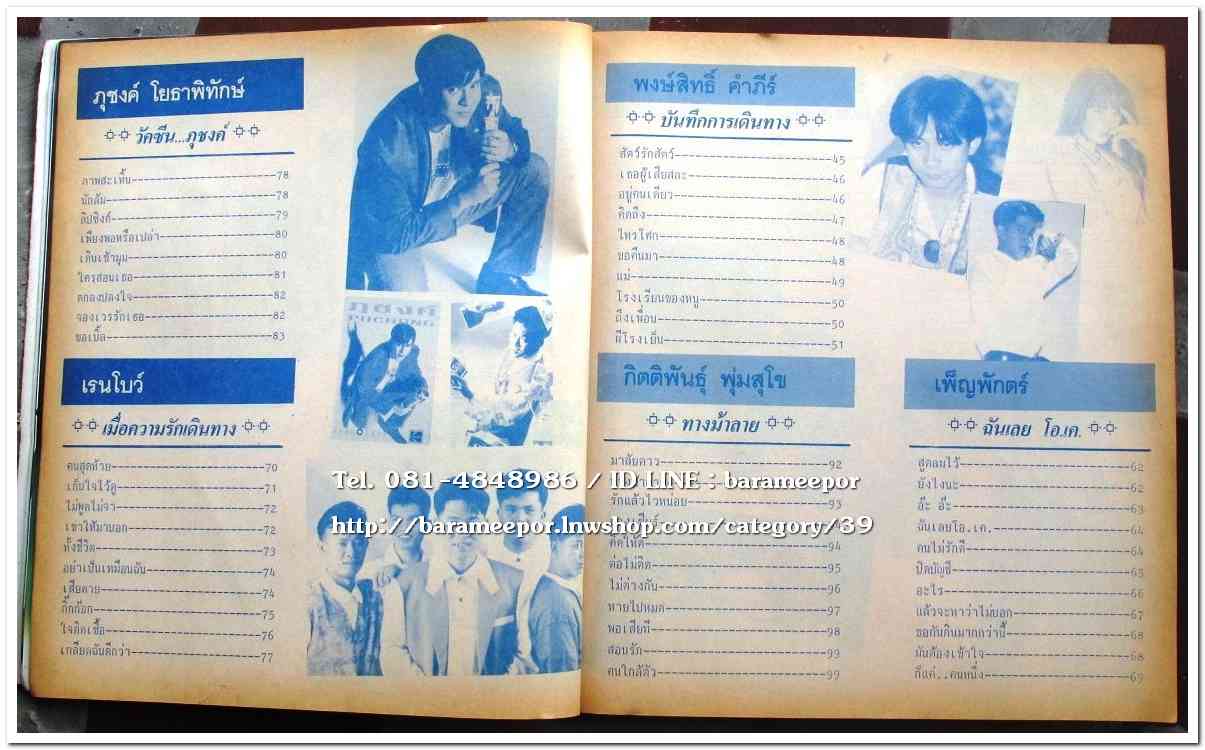 ภุชงค์ โยธาพิทักษ์
วัคซีน...ภุชงค์
ภาพสะเทิ้น 78
นักล้ม 78
ลิปซิงค์ 79
เพียงพอหรือเปล่า 80
เดินเข้ามุม 80
ใครสอนเธอ 81
ตกลงปลงใจ 82
จองเวรรักเธอ 82
ขอเบิ้ล 83
ภุชงค์
PUCHONG
เรนโบว์
เมื่อความรักเดินทาง
คนสุดท้าย 70
เก็บใจไว้ดู 71
ไม่พูดไม่จา 72
เขาให้มาบอก 72
ทั้งชีวิต 73
อย่าเป็นเหมือนฉัน 74
เสียดาย 74
กิ๊กก๊อก 75
ใจคิดเชื่อ 76
เกลียดฉันดีกว่า 77
พงษ์สิทธิ์ คำภีร์
บันทึกการเดินทาง
สัตว์รักสัตว์ 45
เธอผู้เสียสละ 46
อยู่คนเดียว 46
คิดถึง 47
ไทรโศก 48
ขอคืนมา 48
แม่ 49
โรงเรียนของหนู 50
ถึงเพื่อน 50
ผีโรงเย็น 51
กิตติพันธุ์ พุ่มสุโข
ทางม้าลาย
มาลัยดาว 92
รักแล้วไงหน่อย 93
คิดให้ดี 94
ต่อไม่ติด 95
ไม่ต่างกัน 96
หายไปหมด 97
พอเสียที 98
สอนรัก 99
คนใกล้ตัว 99
เพ็ญพักตร์
ฉันเลย โอ.เค.
สูดลมไว้ 62
ยังไงนะ 62
อ๊ะ อ๊ะ 63
ฉันเลยโอ.เค. 64
คนไม่รักดี 64
ปิดบัญชี 65
อะไร 66
แล้วจะหาว่าไม่บอก 67
ขอกันกินมากกว่านี้ 68
มันต้องเข้าใจ 68
ก็แค่..คนหนึ่ง 69
Tel. 081-4848986 / ID LINE : barameepor
http://barameepor.lnwshop.com/category/39